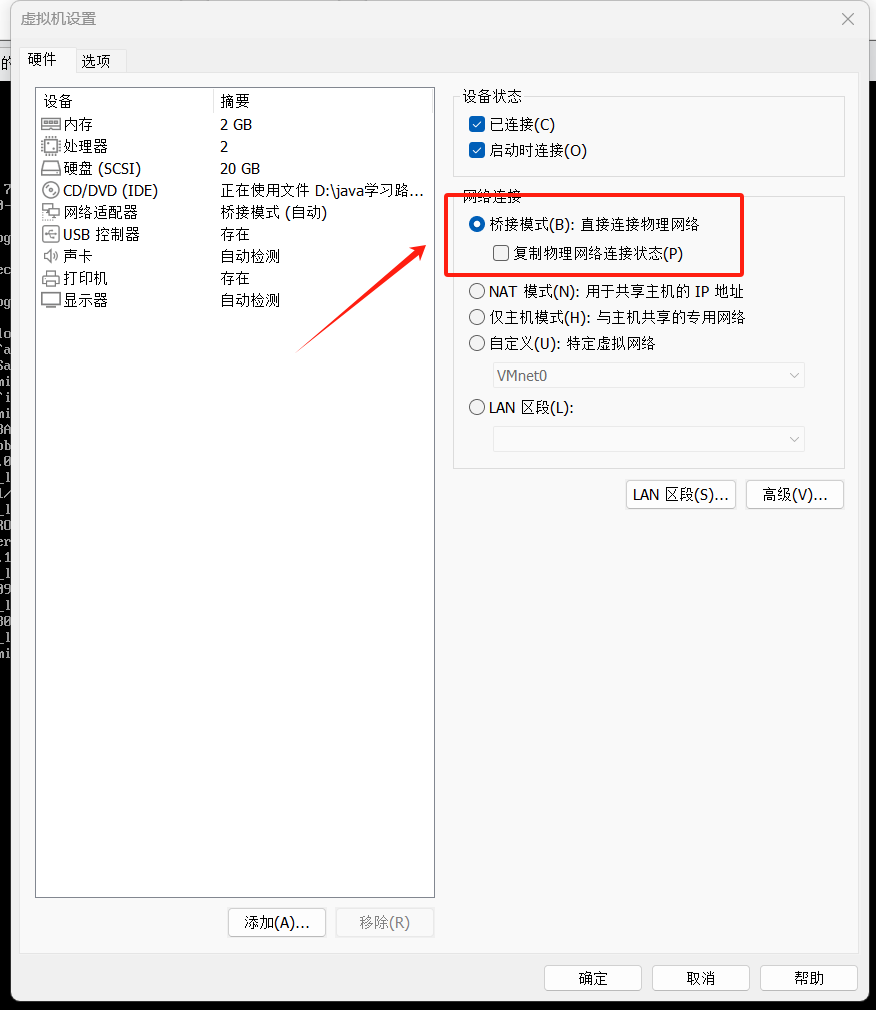 虚拟机设置
硬件 选项
设备 摘要
内存 2 GB
处理器 2
硬盘 (SCSI) 20 GB
CD/DVD (IDE) 正在使用文件 D:\java学习路...
网络适配器 桥接模式 (自动)
USB 控制器 存在
声卡 自动检测
打印机 存在
显示器 自动检测
添加(A)... 移除(R)
设备状态
已连接(C)
启动时连接(O)
网络连接
桥接模式(B): 直接连接物理网络
复制物理网络连接状态(P)
NAT 模式(N): 用于共享主机的 IP 地址
仅主机模式(H): 与主机共享的专用网络
自定义(U): 特定虚拟网络
VMnet0
LAN 区段(L):
LAN 区段(S)... 高级(V)...
确定 取消 帮助